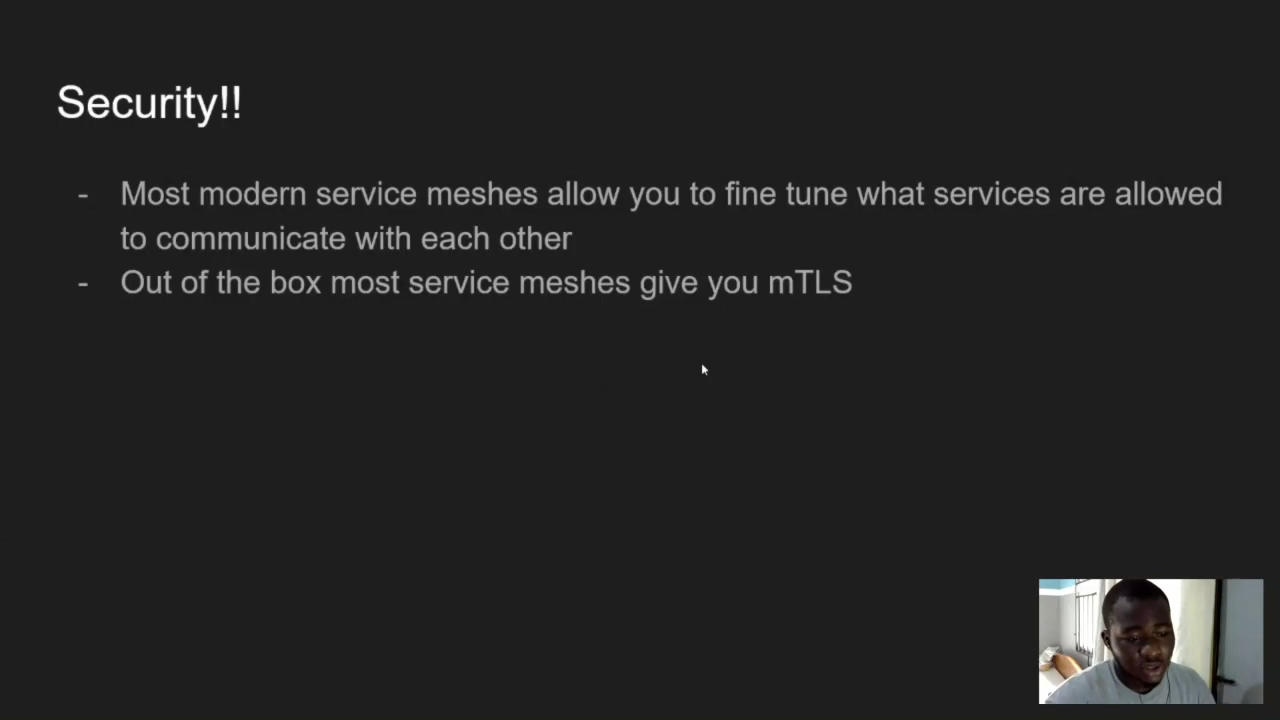 Security!!
- Most modern service meshes allow you to fine tune what services are allowed
to communicate with each other
- Out of the box most service meshes give you mTLS